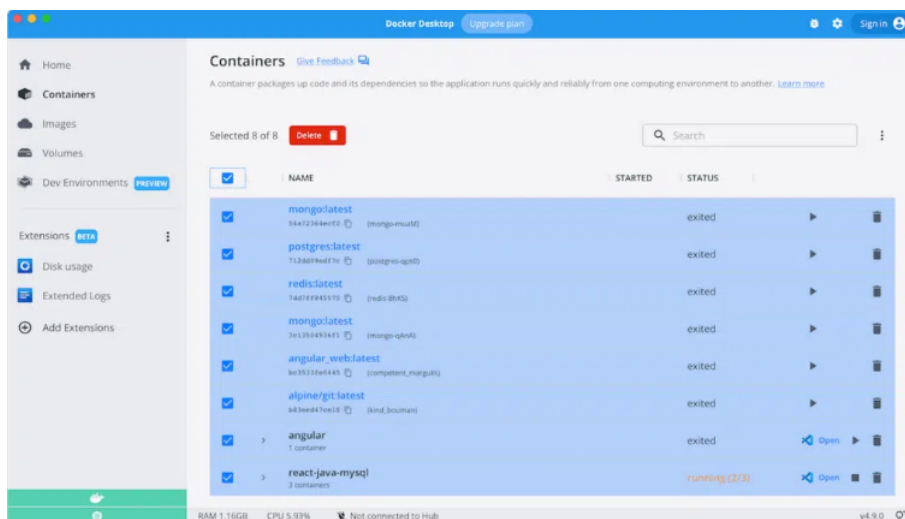 Docker Desktop Upgrade plan
Sign in
Home
Containers
Images
Volumes
Dev Environments PREVIEW
Extensions BETA
Disk usage
Extended Logs
Add Extensions
Containers Give Feedback
A container packages up code and its dependencies so the application runs quickly and reliably from one computing environment to another. Learn more
Selected 8 of 8 Delete Search
NAME STARTED STATUS
mongo:latest
exited
postgres:latest
exited
redis:latest
exited
mongo:latest
exited
angular_web:latest
exited
(competent_margulis)
alpine/git:latest
exited
(kind_bouman)
angular
1 container
exited Open
react-java-mysql
3 containers
running (2/3) Open
RAM 1.16GB CPU 5.93% Not connected to Hub v4.9.0